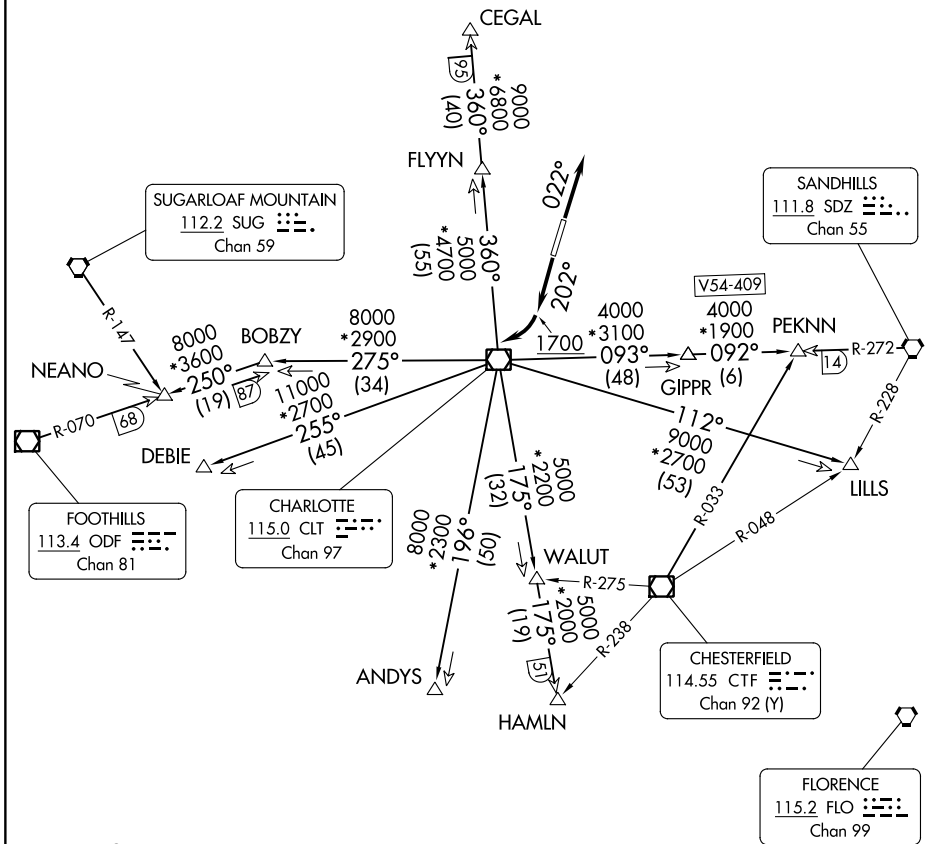 CEGAL
95
360°
(40)
9000
*6800
FLYYN
022°
202°
SUGARLOAF MOUNTAIN
112.2 SUG
Chan 59
SANDHILLS
111.8 SDZ
Chan 55
360°
5000
*4700
(55)
R-147
V54-409
8000
*3600
250°
(19)
BOBZY
87
8000
*2900
275°
(34)
1700
4000
*3100
093°
(48)
4000
*1900
092°
(6)
PEKNN
14
R-272
NEANO
GIPPR
R-228
R-070
68
11000
*2700
255°
(45)
DEBIE
112°
9000
*2700
(53)
LILLS
FOOTHILLS
113.4 ODF
Chan 81
CHARLOTTE
115.0 CLT
Chan 97
196°
(50)
8000
*2300
5000
*2200
175°
(32)
R-033
R-048
WALUT
R-275
5000
*2000
175°
(19)
51
R-238
ANDYS
HAMLN
CHESTERFIELD
114.55 CTF
Chan 92 (Y)
FLORENCE
115.2 FLO
Chan 99